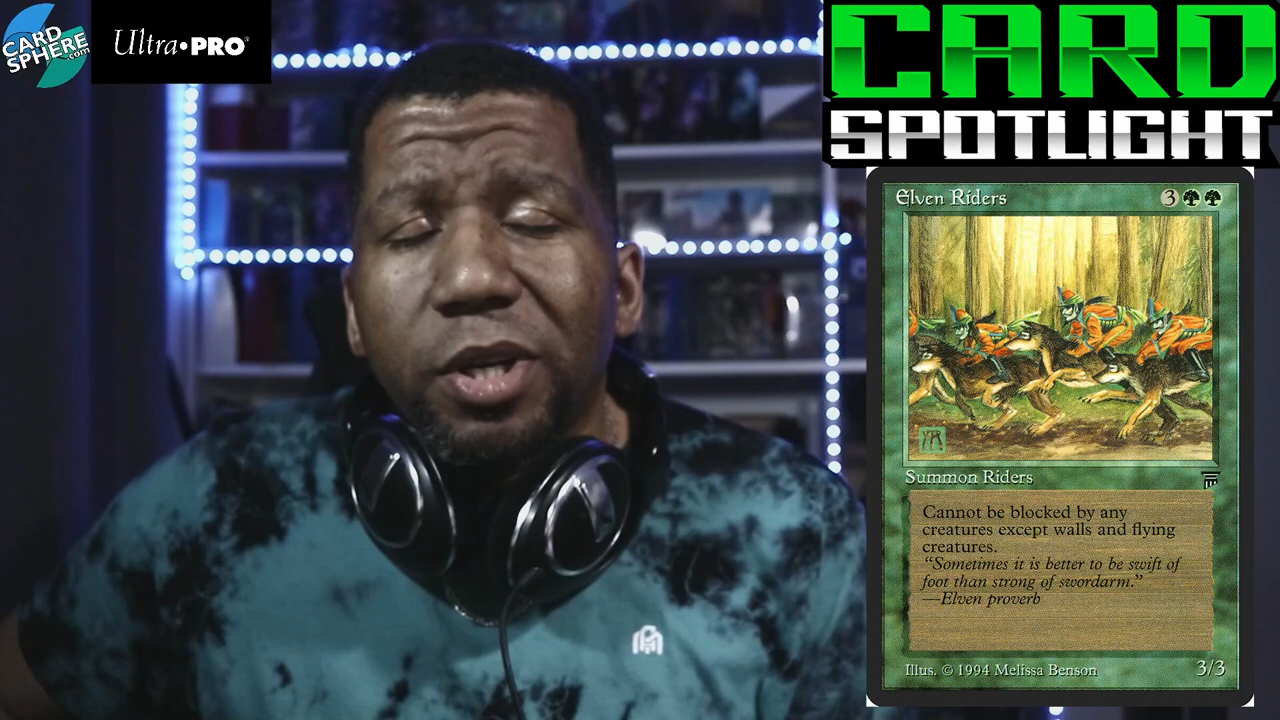 CARD
SPHERE.com
Ultra•PRO®
CARD
SPOTLIGHT
Elven Riders
3
Summon Riders
Cannot be blocked by any
creatures except walls and flying
creatures.
“Sometimes it is better to be swift of
foot than strong of swordarm.”
—Elven proverb
Illus. © 1994 Melissa Benson
3/3